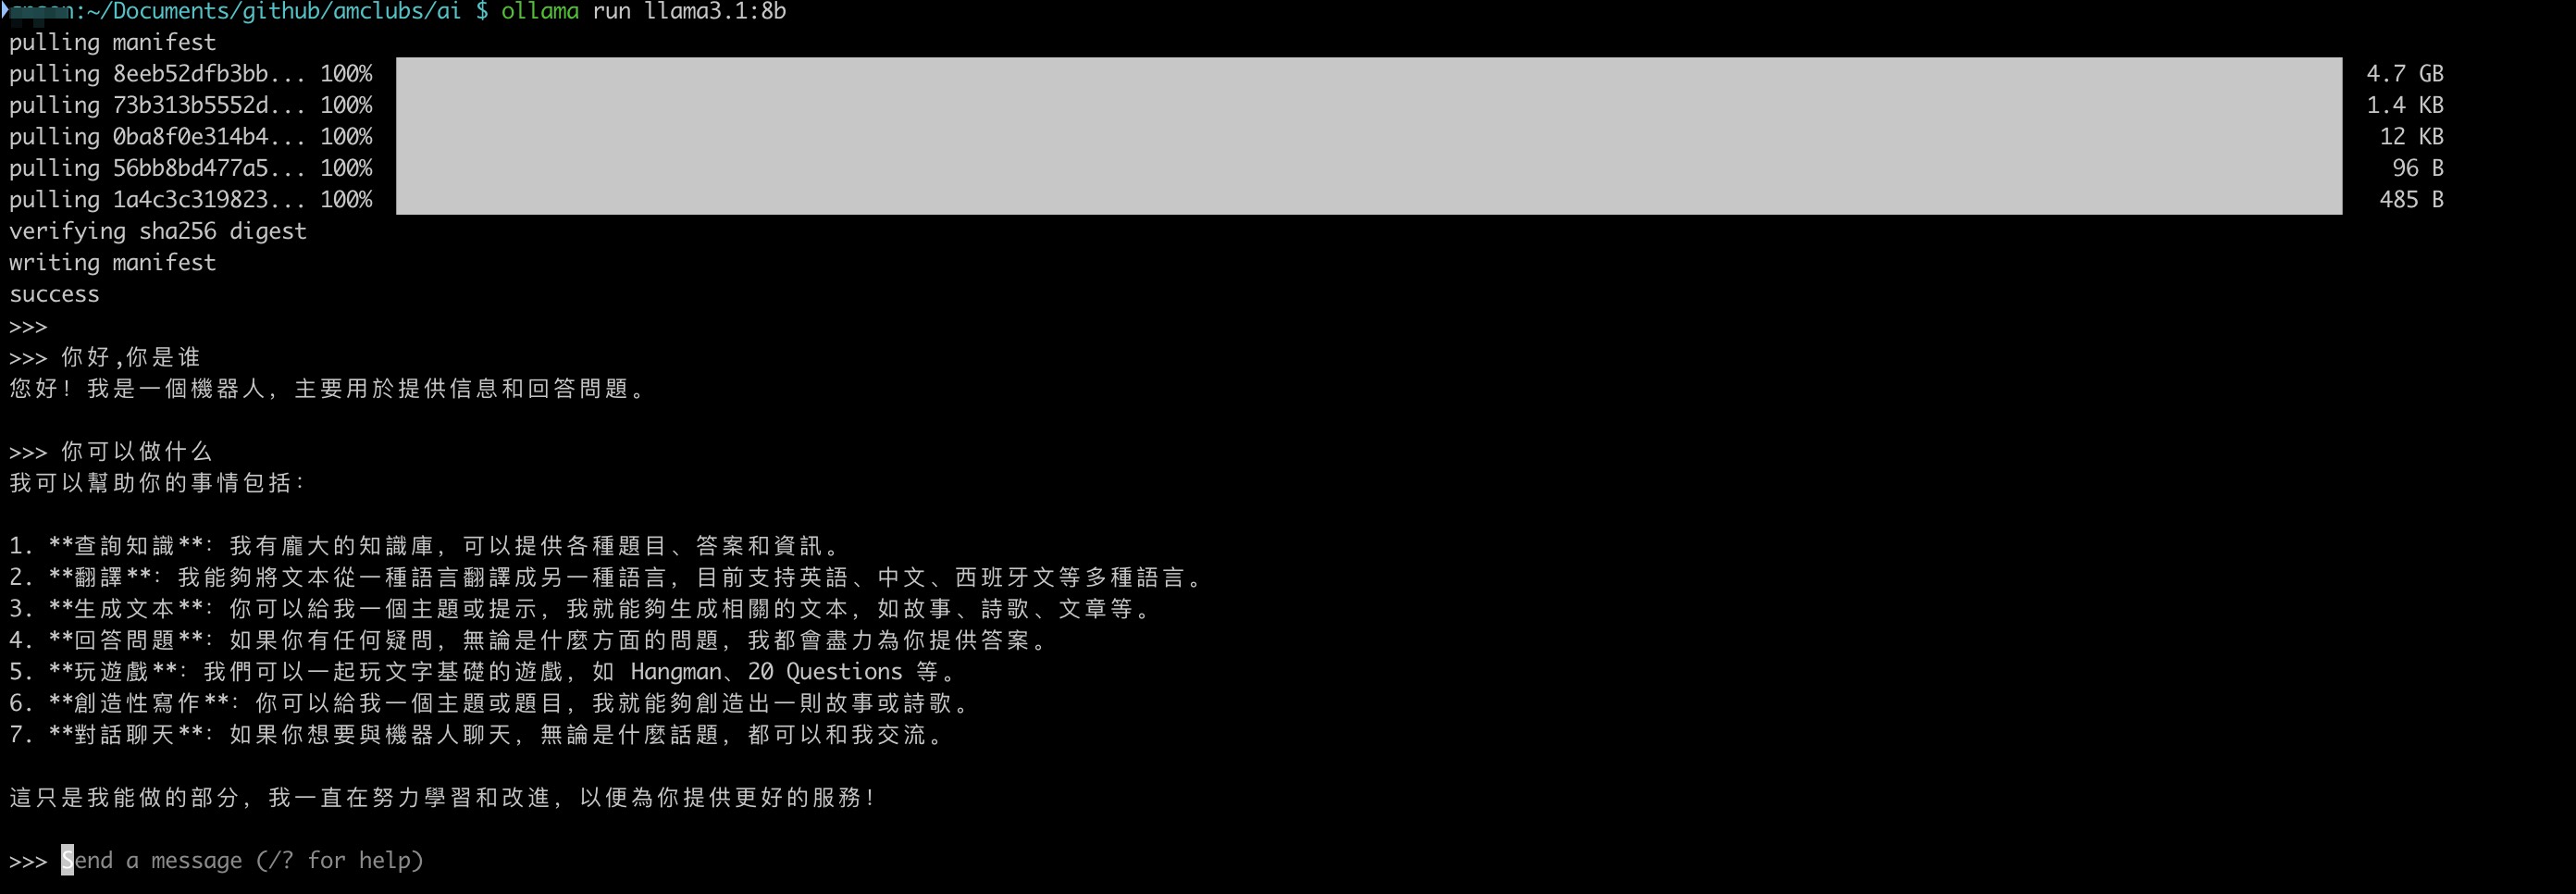 :~/Documents/github/amclubs/ai $ ollama run llama3.1:8b
pulling manifest
pulling 8eeb52dfb3bb... 100% 4.7 GB
pulling 73b313b5552d... 100% 1.4 KB
pulling 0ba8f0e314b4... 100% 12 KB
pulling 56bb8bd477a5... 100% 96 B
pulling 1a4c3c319823... 100% 485 B
verifying sha256 digest
writing manifest
success
>>>
>>> 你好,你是谁
您好！我是一個機器人，主要用於提供信息和回答問題。
>>> 你可以做什么
我可以幫助你的事情包括：
1. **查詢知識**：我有龐大的知識庫，可以提供各種題目、答案和資訊。
2. **翻譯**：我能夠將文本從一種語言翻譯成另一種語言，目前支持英語、中文、西班牙文等多種語言。
3. **生成文本**：你可以給我一個主題或提示，我就能夠生成相關的文本，如故事、詩歌、文章等。
4. **回答問題**：如果你有任何疑問，無論是什麼方面的問題，我都會盡力為你提供答案。
5. **玩遊戲**：我們可以一起玩文字基礎的遊戲，如 Hangman、20 Questions 等。
6. **創造性寫作**：你可以給我一個主題或題目，我就能夠創造出一則故事或詩歌。
7. **對話聊天**：如果你想要與機器人聊天，無論是什麼話題，都可以和我交流。
這只是我能做的部分，我一直在努力學習和改進，以便為你提供更好的服務！
>>> Send a message (/? for help)